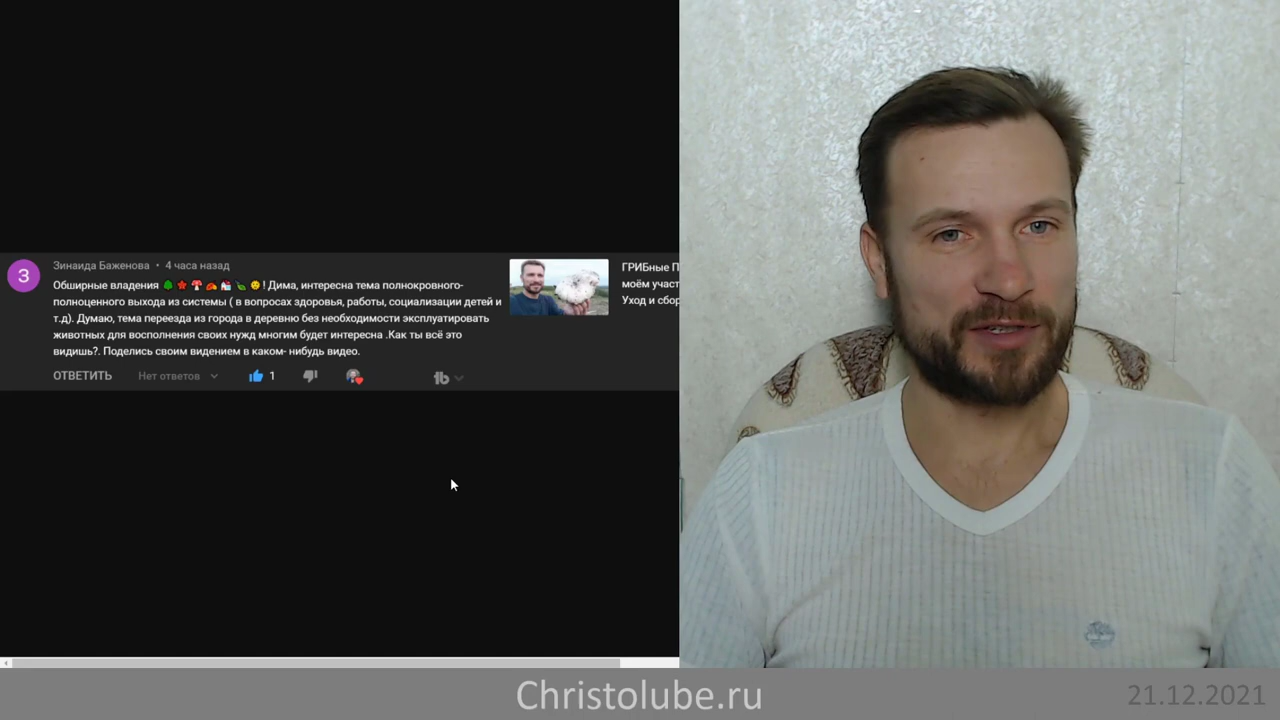 З
Зинаида Баженова • 4 часа назад
Обширные владения 🌲🍁🍄🍂🏡🍃😲! Дима, интересна тема полнокровного-
полноценного выхода из системы ( в вопросах здоровья, работы, социализации детей и
т.д). Думаю, тема переезда из города в деревню без необходимости эксплуатировать
животных для восполнения своих нужд многим будет интересна .Как ты всё это
видишь?. Поделись своим видением в каком- нибудь видео.
ОТВЕТИТЬ Нет ответов 1
ГРИБные П
моём учас
Уход и сбо
Christolube.ru
21.12.2021